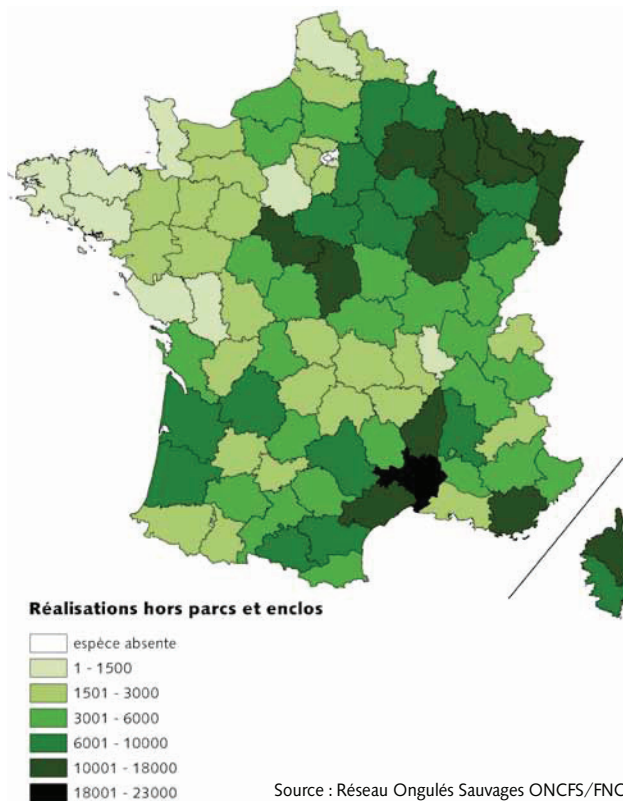 Réalisations hors parcs et enclos
espèce absente
1 - 1500
1501 - 3000
3001 - 6000
6001 - 10000
10001 - 18000
18001 - 23000
Source : Réseau Ongulés Sauvages ONCFS/FNC